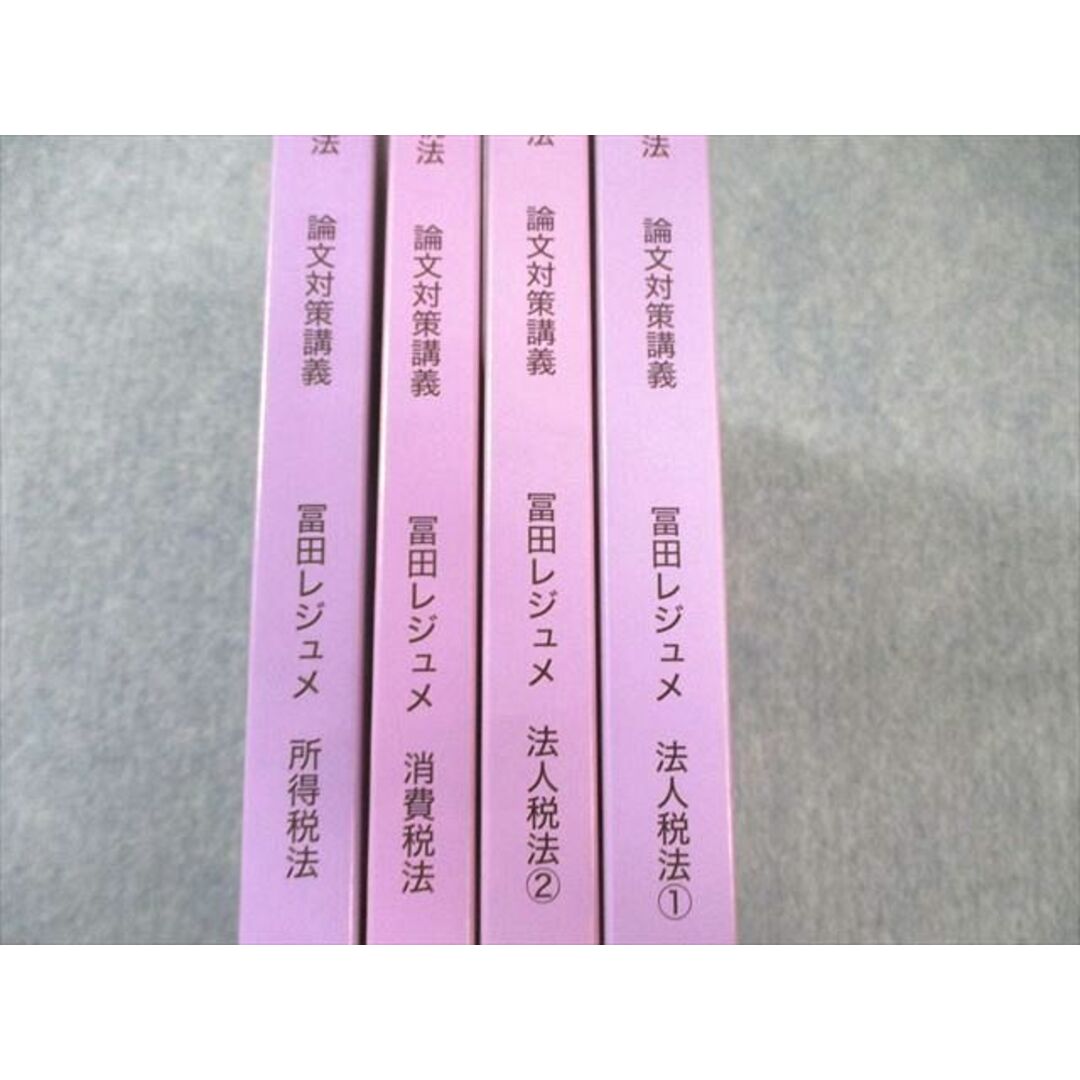 法 論文対策講義 冨田レジュメ 法人税法①
法 論文対策講義 冨田レジュメ 法人税法②
法 論文対策講義 冨田レジュメ 消費税法
法 論文対策講義 冨田レジュメ 所得税法